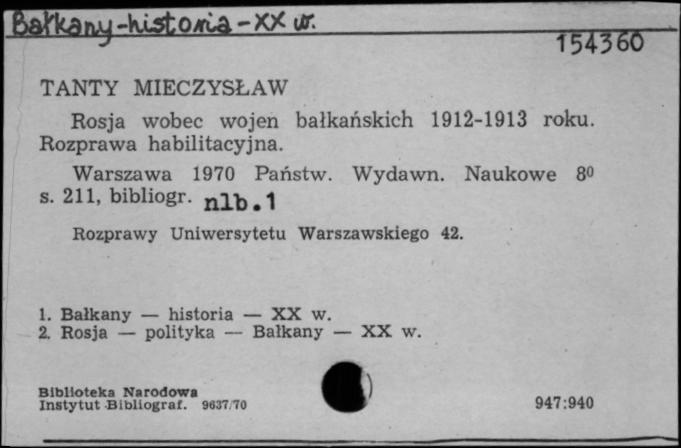 Bałkany-historia-XX w.
154360
TANTY MIECZYSŁAW
Rosja wobec wojen bałkańskich 1912-1913 roku.
Rozprawa habilitacyjna.
Warszawa 1970 Państw. Wydawn. Naukowe 8⁰
s. 211, bibliogr. nlb.1
Rozprawy Uniwersytetu Warszawskiego 42.
1. Bałkany — historia — XX w.
2. Rosja — polityka — Bałkany — XX w.
Biblioteka Narodowa
Instytut Bibliograf. 9637/70
947:940